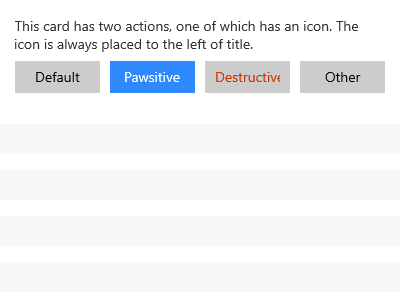 This card has two actions, one of which has an icon. The
icon is always placed to the left of title.
Default Pawsitive Destructive Other